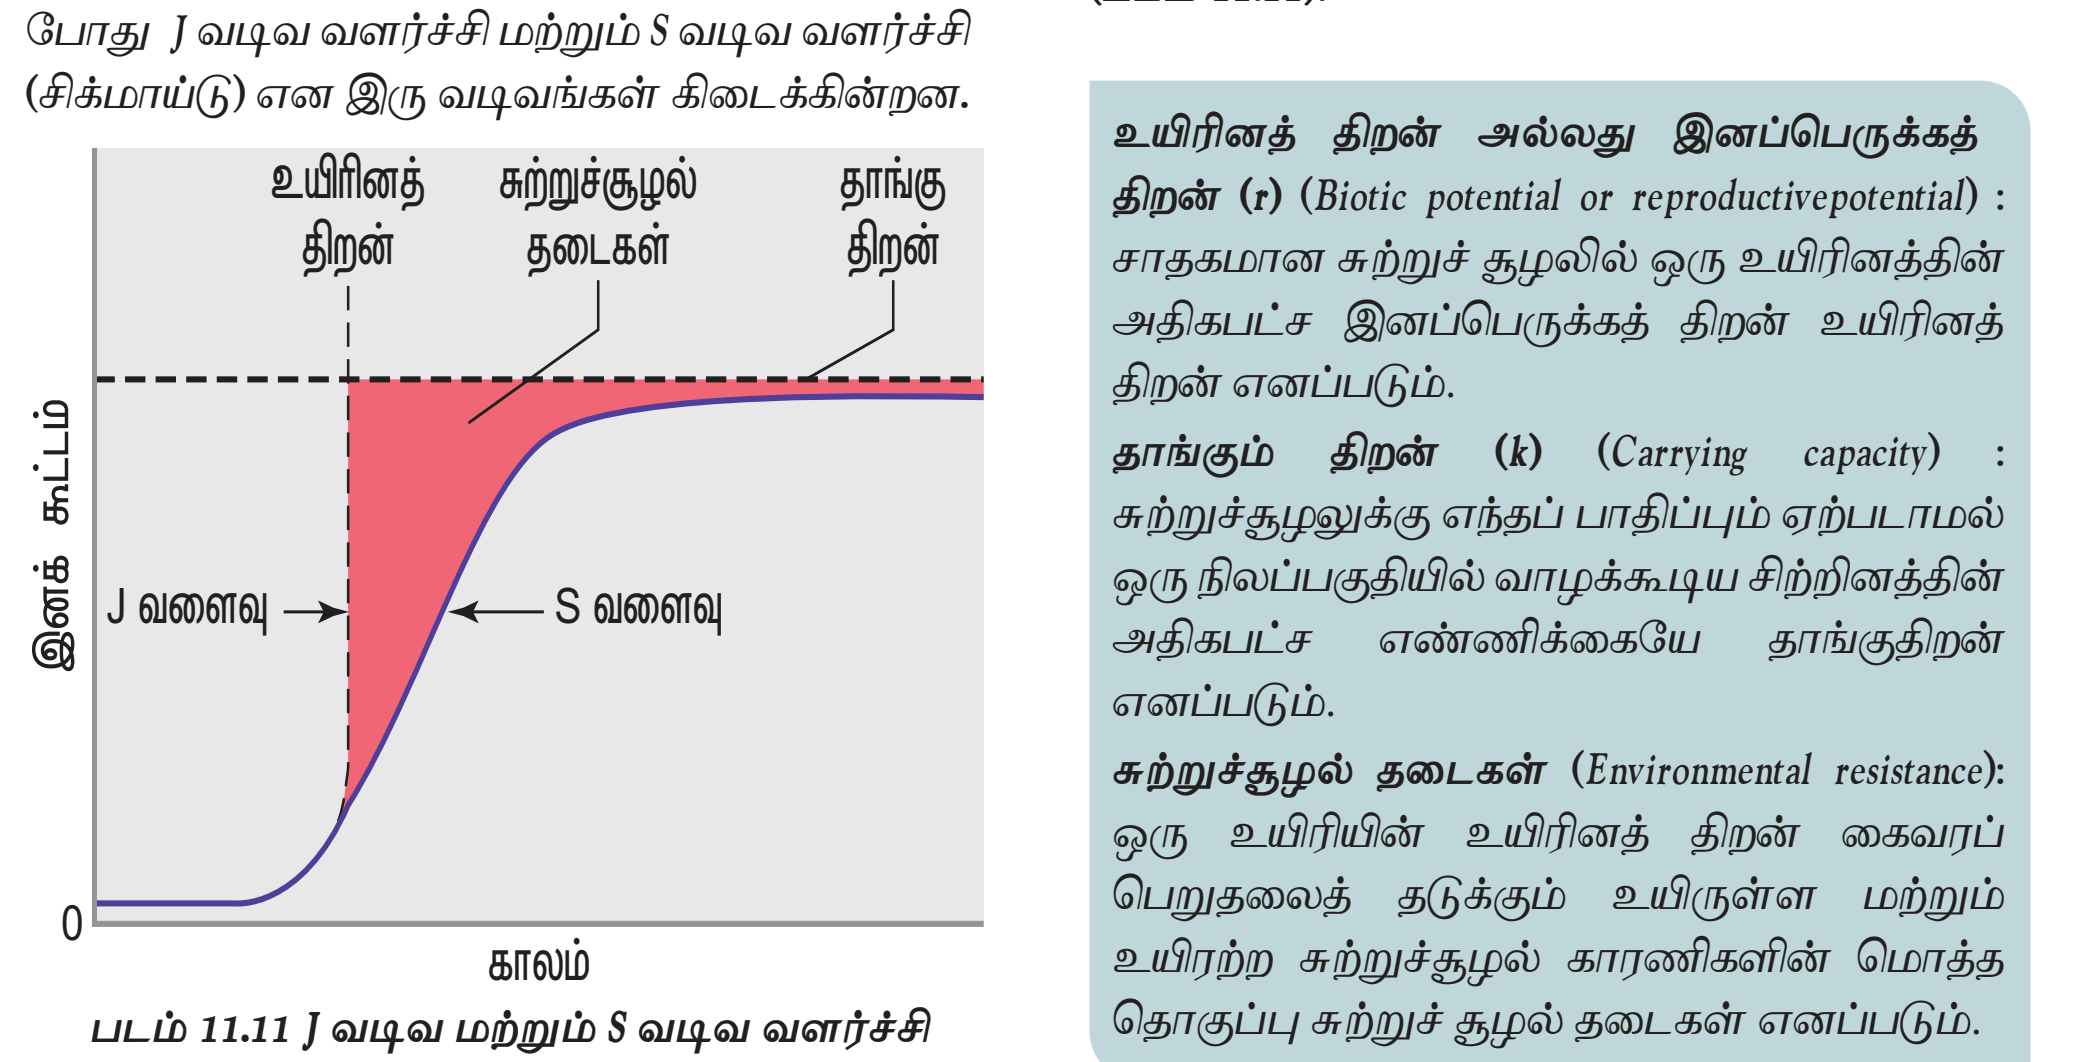 போது J வடிவ வளர்ச்சி மற்றும் S வடிவ வளர்ச்சி
(சிக்மாய்டு) என இரு வடிவங்கள் கிடைக்கின்றன.
உயிரினத் திறன்
சுற்றுச்சூழல் தடைகள்
தாங்கு திறன்
இனக் கூட்டம்
J வளைவு
S வளைவு
0
காலம்
படம் 11.11 J வடிவ மற்றும் S வடிவ வளர்ச்சி
உயிரினத் திறன் அல்லது இனப்பெருக்கத்
திறன் (r) (Biotic potential or reproductivepotential) :
சாதகமான சுற்றுச் சூழலில் ஒரு உயிரினத்தின்
அதிகபட்ச இனப்பெருக்கத் திறன் உயிரினத்
திறன் எனப்படும்.
தாங்கும் திறன் (k) (Carrying capacity) :
சுற்றுச்சூழலுக்கு எந்தப் பாதிப்பும் ஏற்படாமல்
ஒரு நிலப்பகுதியில் வாழக்கூடிய சிற்றினத்தின்
அதிகபட்ச எண்ணிக்கையே தாங்குதிறன்
எனப்படும்.
சுற்றுச்சூழல் தடைகள் (Environmental resistance):
ஒரு உயிரியின் உயிரினத் திறன் கைவரப்
பெறுதலைத் தடுக்கும் உயிருள்ள மற்றும்
உயிரற்ற சுற்றுச்சூழல் காரணிகளின் மொத்த
தொகுப்பு சுற்றுச் சூழல் தடைகள் எனப்படும்.